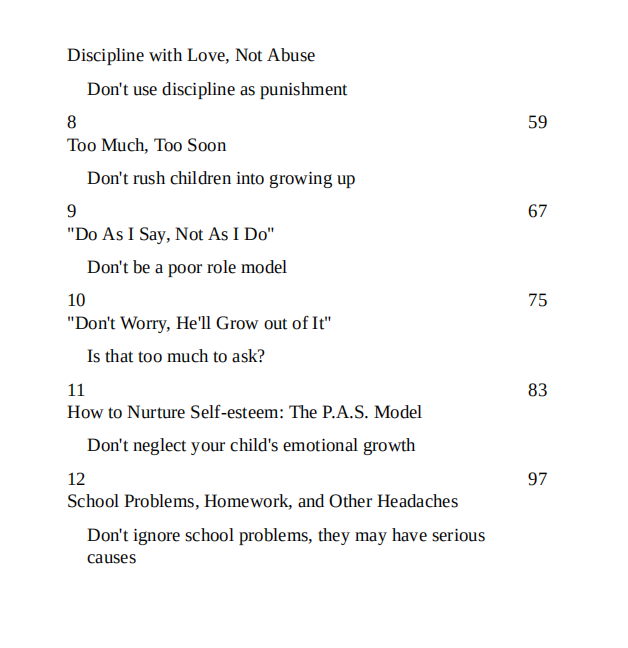 Discipline with Love, Not Abuse
Don't use discipline as punishment
8 59
Too Much, Too Soon
Don't rush children into growing up
9 67
"Do As I Say, Not As I Do"
Don't be a poor role model
10 75
"Don't Worry, He'll Grow out of It"
Is that too much to ask?
11 83
How to Nurture Self-esteem: The P.A.S. Model
Don't neglect your child's emotional growth
12 97
School Problems, Homework, and Other Headaches
Don't ignore school problems, they may have serious
causes